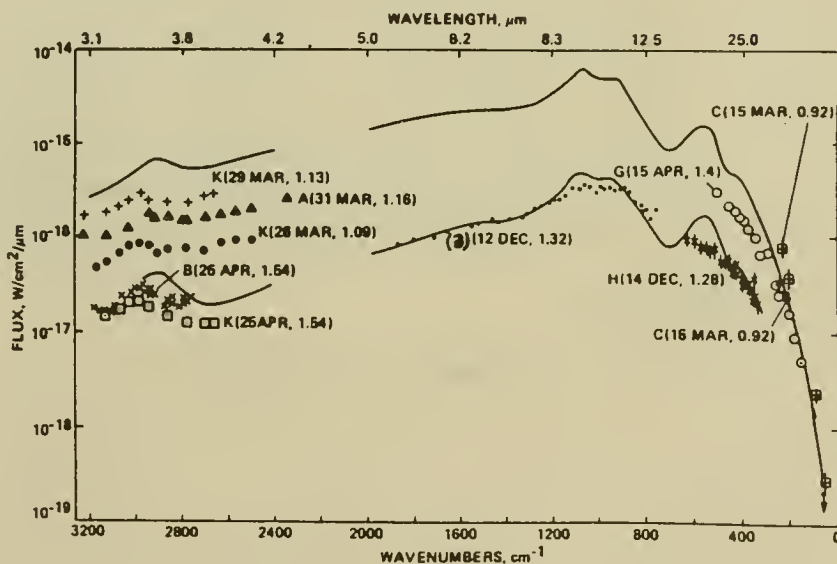 WAVELENGTH, μm
3.1 3.8 4.2 5.0 6.2 8.3 12.5 25.0
10-14
10-15
10-16
10-17
10-18
10-19
FLUX, W/cm2/μm
C(15 MAR, 0.92)
K(29 MAR, 1.13)
G(15 APR, 1.4)
A(31 MAR, 1.16)
K(26 MAR, 1.09)
(a)(12 DEC, 1.32)
B(26 APR, 1.54)
H(14 DEC, 1.28)
K(25APR, 1.54)
C(16 MAR, 0.92)
3200 2800 2400 2000 1600 1200 800 400 0
WAVENUMBERS, cm-1